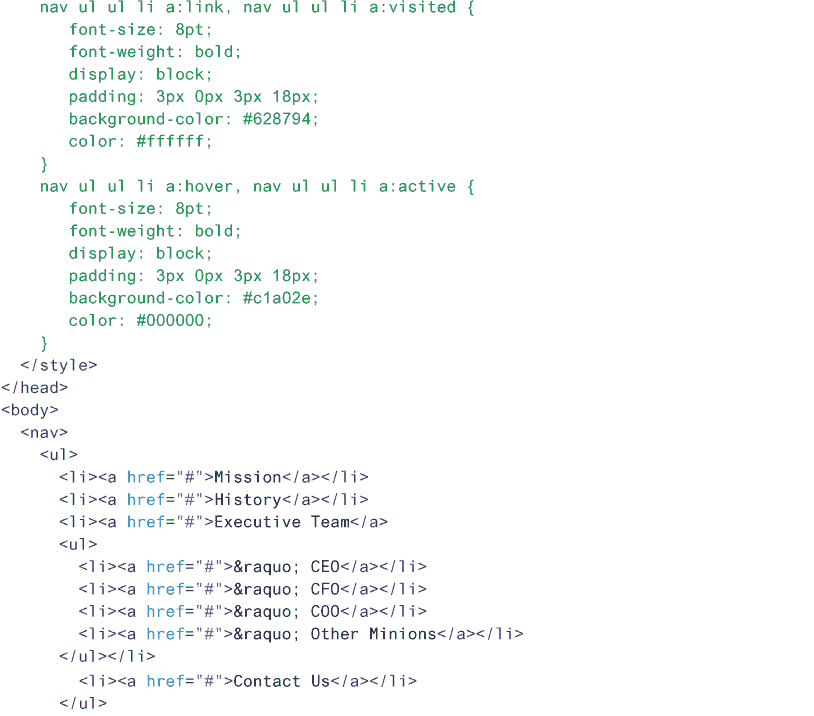 nav ul ul li a:link, nav ul ul li a:visited {
font-size: 8pt;
font-weight: bold;
display: block;
padding: 3px 0px 3px 18px;
background-color: #628794;
color: #ffffff;
}
nav ul ul li a:hover, nav ul ul li a:active {
font-size: 8pt;
font-weight: bold;
display: block;
padding: 3px 0px 3px 18px;
background-color: #c1a02e;
color: #000000;
}
</style>
</head>
<body>
<nav>
<ul>
<li><a href="#">Mission</a></li>
<li><a href="#">History</a></li>
<li><a href="#">Executive Team</a>
<ul>
<li><a href="#">&raquo; CEO</a></li>
<li><a href="#">&raquo; CFO</a></li>
<li><a href="#">&raquo; COO</a></li>
<li><a href="#">&raquo; Other Minions</a></li>
</ul></li>
<li><a href="#">Contact Us</a></li>
</ul>